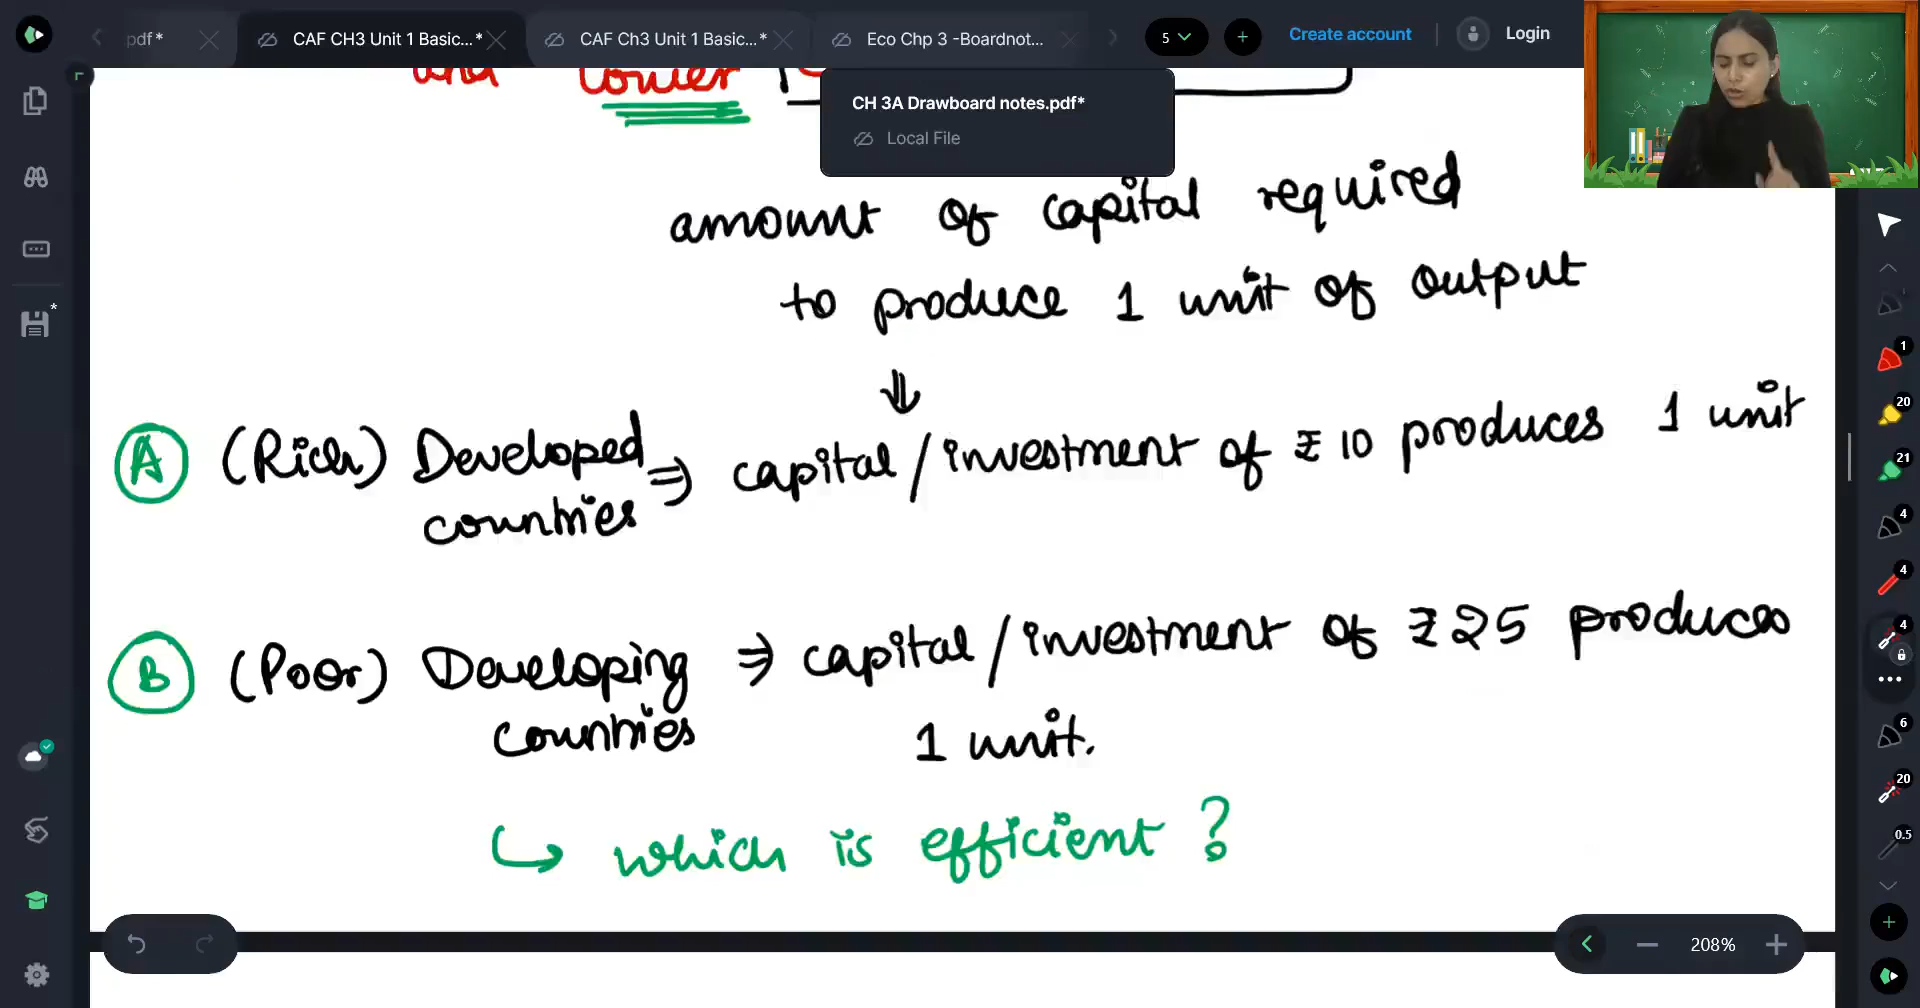 pdf *
CAF CH3 Unit 1 Basic...*
CAF Ch3 Unit 1 Basic...*
Eco Chp 3 -Boardnot...
5
Create account
Login
and lower
CH 3A Drawboard notes.pdf*
Local File
amount of capital required
to produce 1 unit of output
A (Rich) Developed countries ⇒ capital / investment of ₹ 10 produces 1 unit
B (Poor) Developing countries ⇒ capital / investment of ₹ 25 produces
1 unit.
which is efficient ?
1
20
21
4
4
4
6
20
0.5
208%